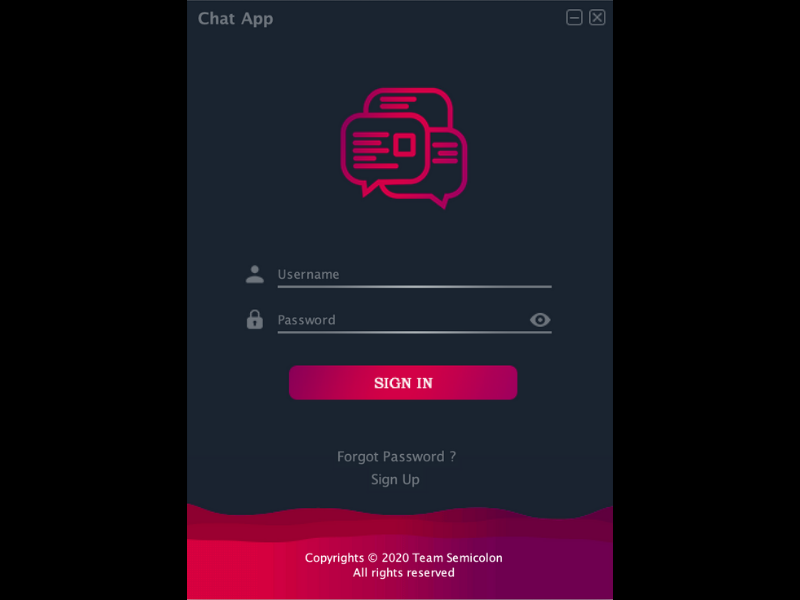 Chat App
Username
Password
SIGN IN
Forgot Password ?
Sign Up
Copyrights © 2020 Team Semicolon
All rights reserved